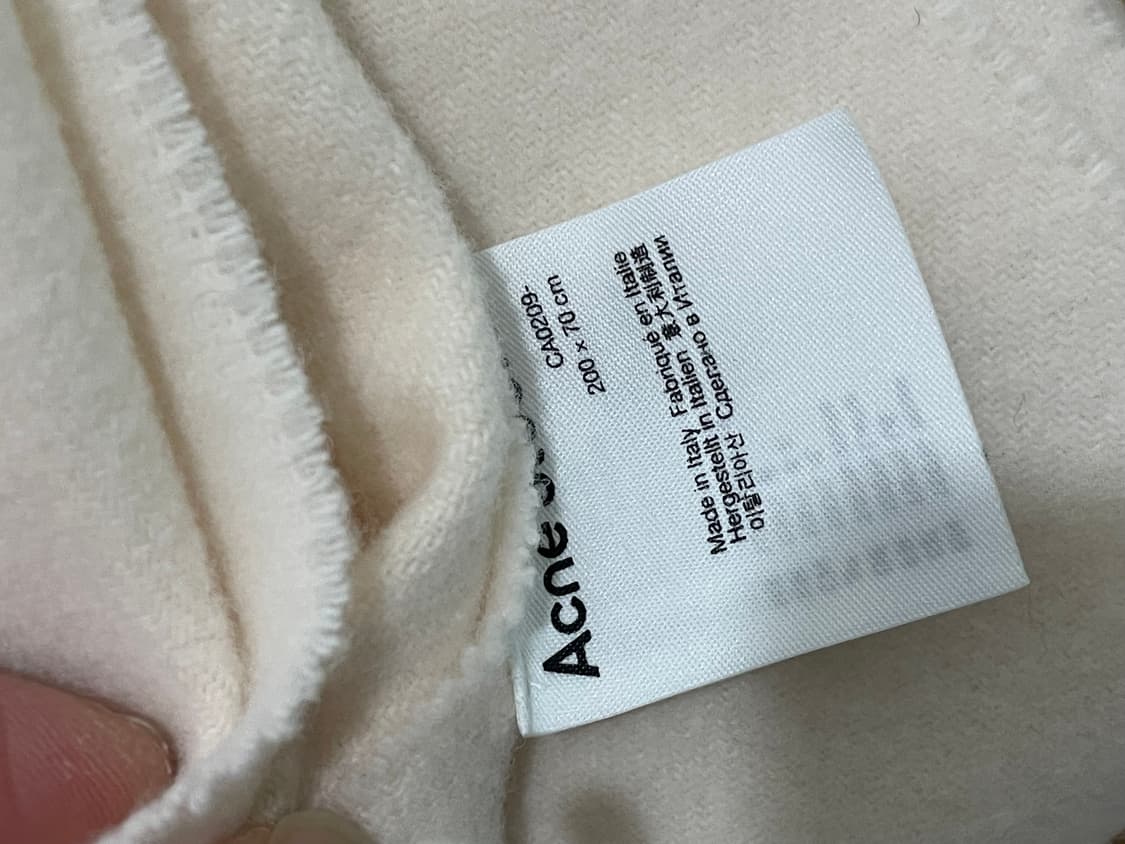 Acne
CA0209-
200 x 70 cm
Made in Italy Fabriqué en Italie
Hergestellt in Italien 意大利制造
이탈리아산 Сделано в Италии